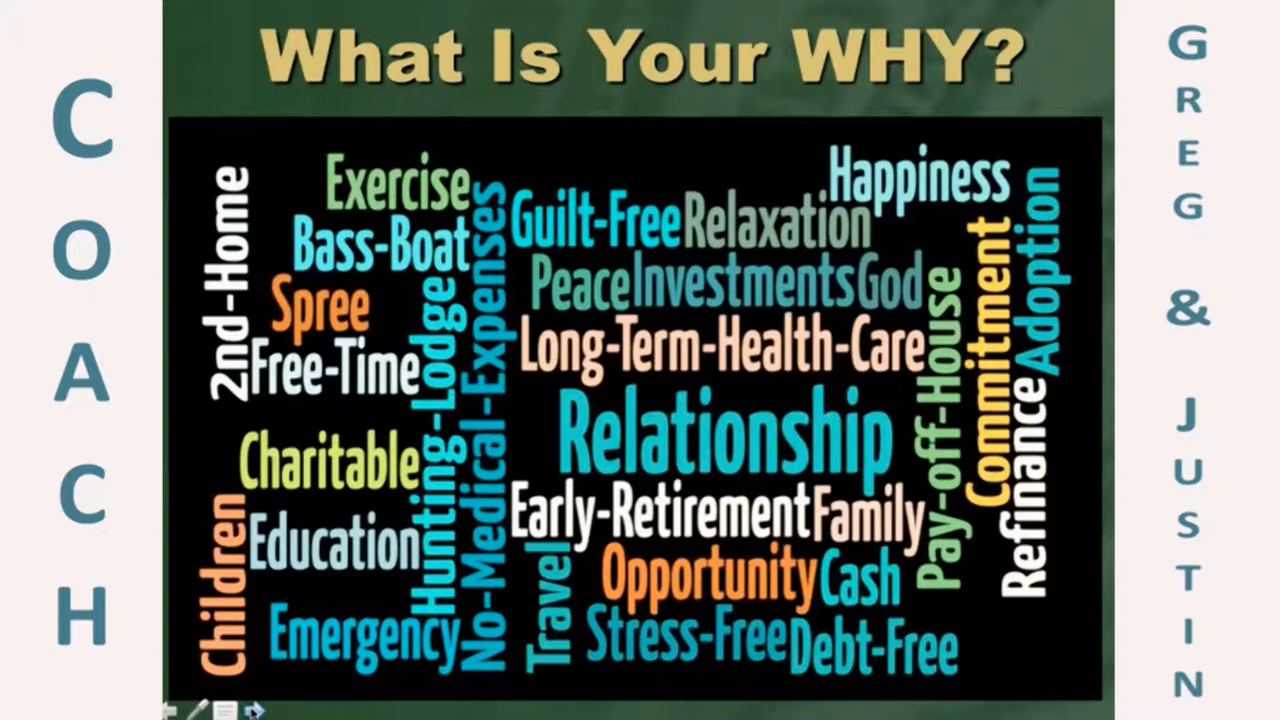 What Is Your WHY?
COACH
GREG & JUSTIN
2nd-Home
Exercise
Bass-Boat
Spree
Free-Time
Charitable
Children
Education
Emergency
Hunting-Lodge
No-Medical-Expenses
Guilt-Free
Relaxation
Happiness
Peace
Investments
God
Long-Term-Health-Care
Relationship
Early-Retirement
Family
Travel
Opportunity
Cash
Stress-Free
Debt-Free
Pay-off-House
Commitment
Refinance
Adoption